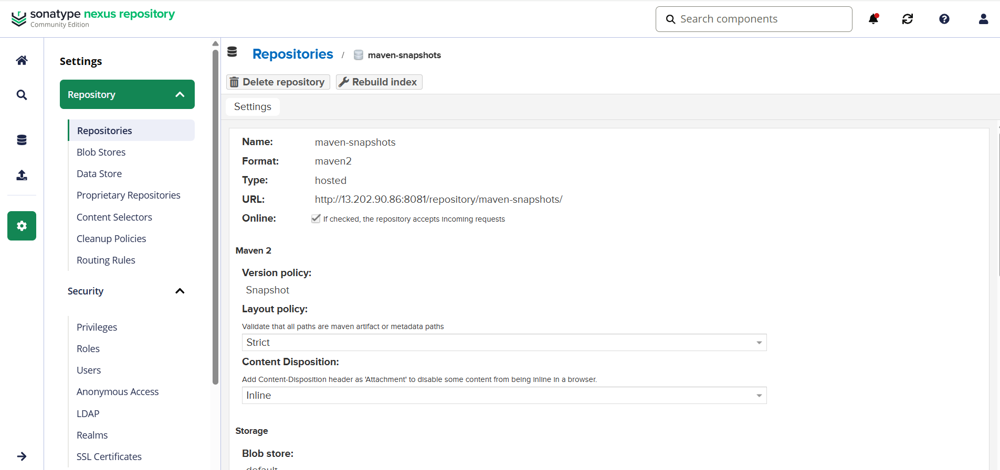 sonatype nexus repository
Community Edition
Search components
Settings
Repository
Repositories
Blob Stores
Data Store
Proprietary Repositories
Content Selectors
Cleanup Policies
Routing Rules
Security
Privileges
Roles
Users
Anonymous Access
LDAP
Realms
SSL Certificates
Repositories / maven-snapshots
Delete repository Rebuild index
Settings
Name: maven-snapshots
Format: maven2
Type: hosted
URL: http://13.202.90.86:8081/repository/maven-snapshots/
Online: If checked, the repository accepts incoming requests
Maven 2
Version policy:
Snapshot
Layout policy:
Validate that all paths are maven artifact or metadata paths
Strict
Content Disposition:
Add Content-Disposition header as 'Attachment' to disable some content from being inline in a browser.
Inline
Storage
Blob store:
default